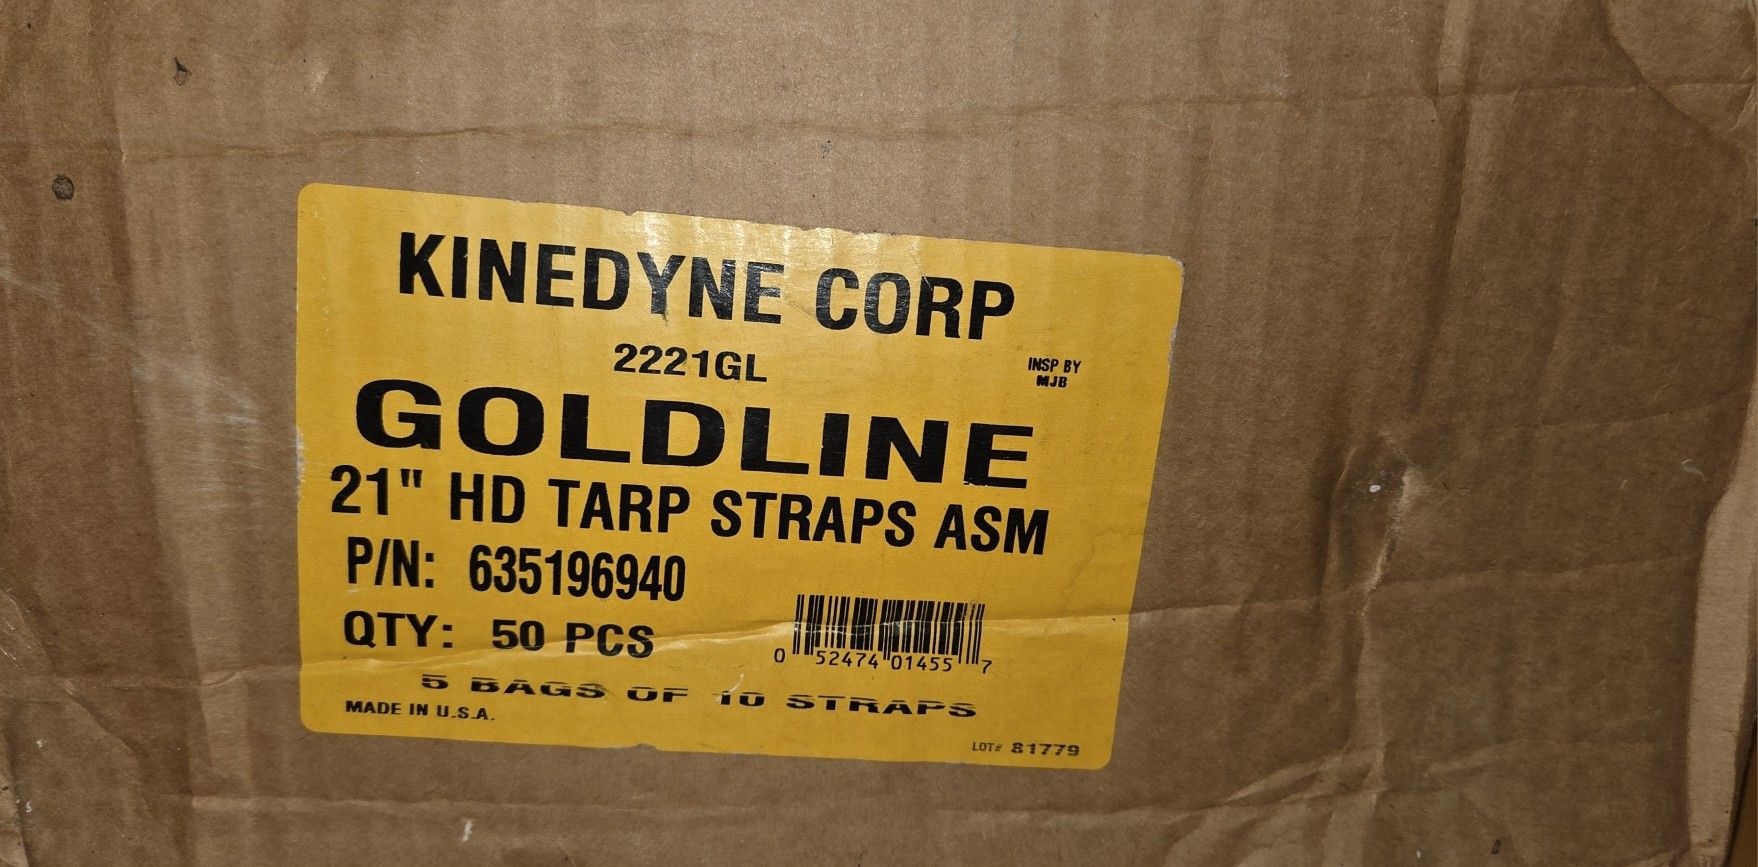 KINEDYNE CORP
2221GL
INSP BY
MJB
GOLDLINE
21" HD TARP STRAPS ASM
P/N: 635196940
QTY: 50 PCS
0 52474 01455 7
5 BAGS OF 10 STRAPS
MADE IN U.S.A.
LOT# 81779